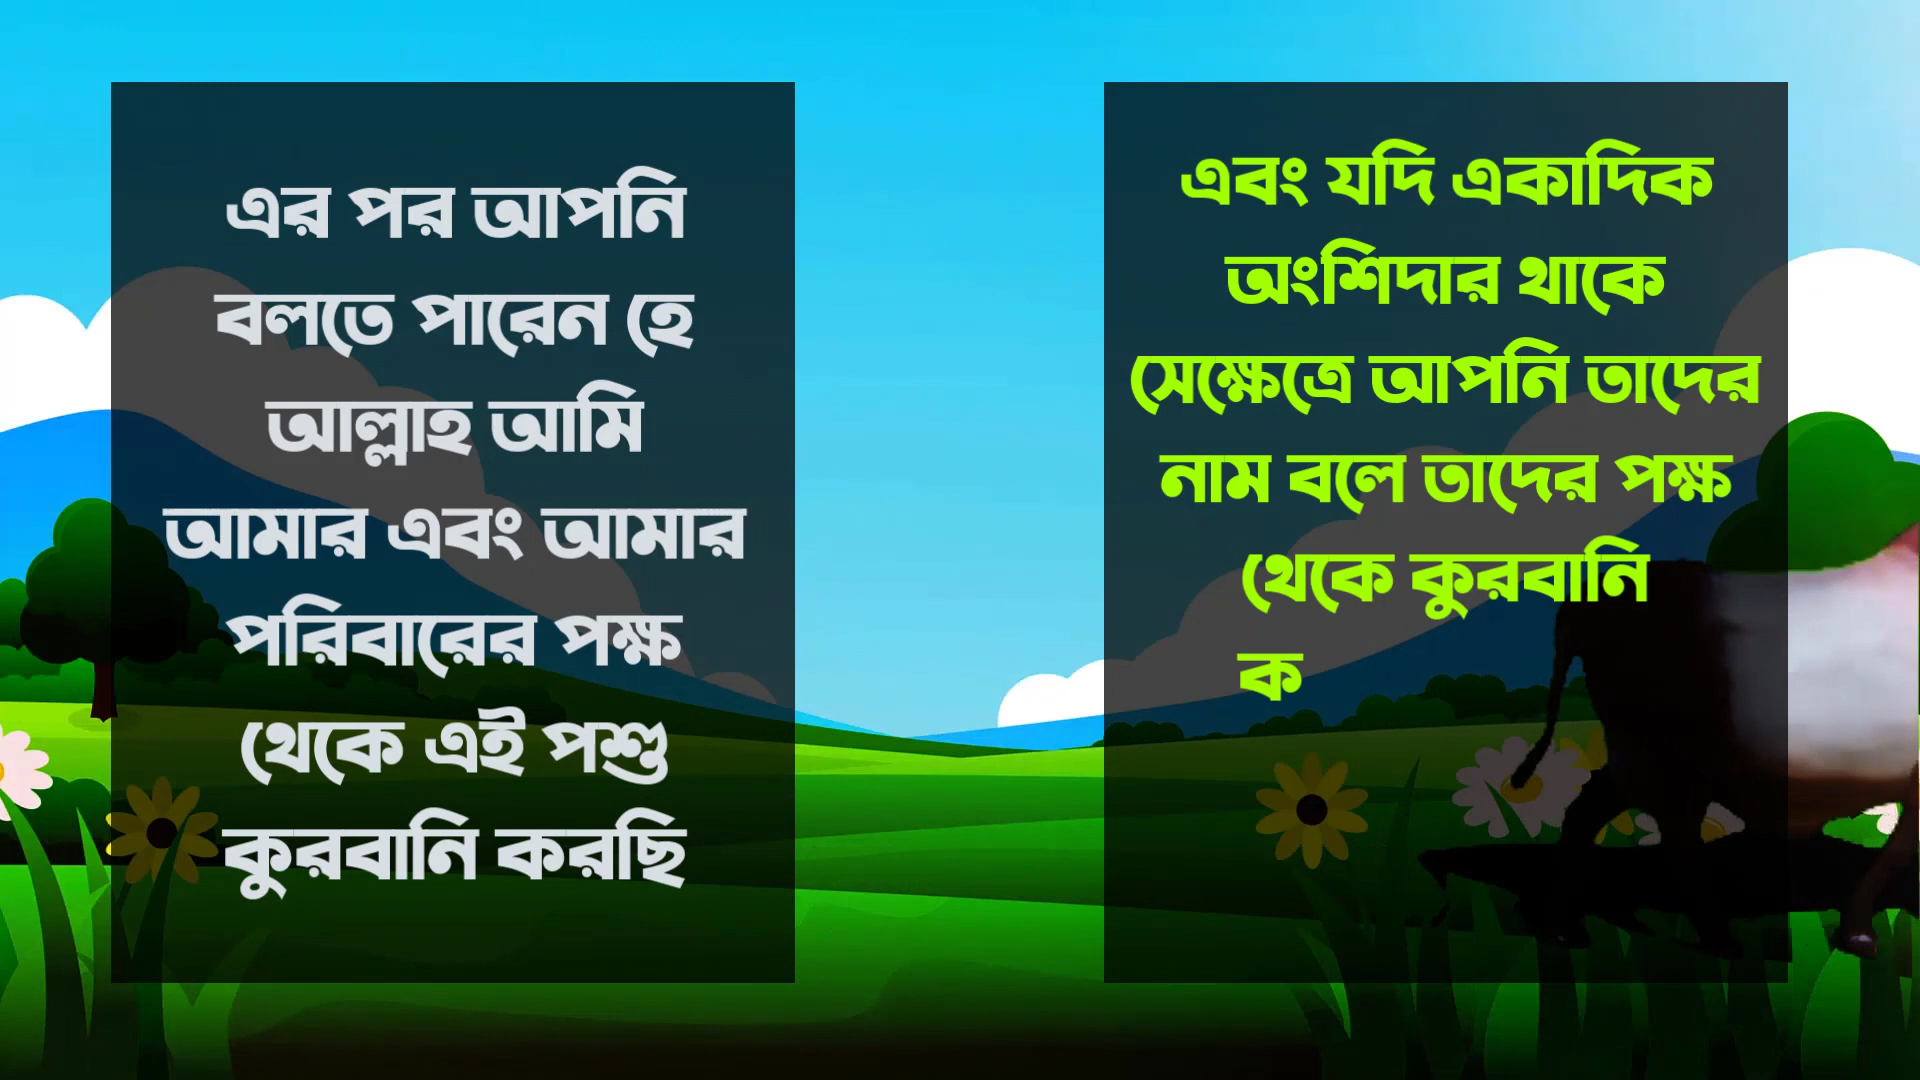 এর পর আপনি
বলতে পারেন হে
আল্লাহ আমি
আমার এবং আমার
পরিবারের পক্ষ
থেকে এই পশু
কুরবানি করছি
এবং যদি একাদিক
অংশিদার থাকে
সেক্ষেত্রে আপনি তাদের
নাম বলে তাদের পক্ষ
থেকে কুরবানি
ক